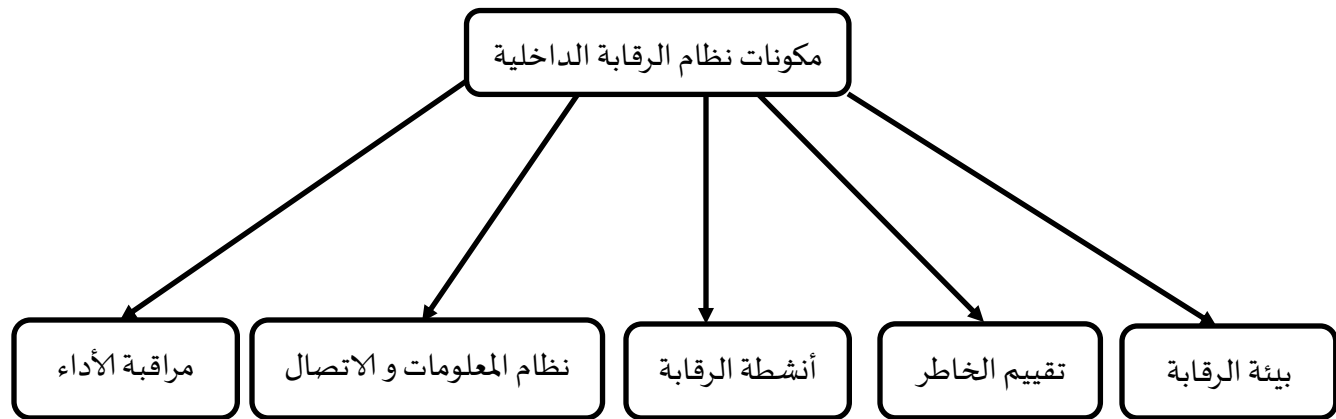 مكونات نظام الرقابة الداخلية
بيئة الرقابة
تقييم الخاطر
أنشطة الرقابة
نظام المعلومات و الاتصال
مراقبة الأداء